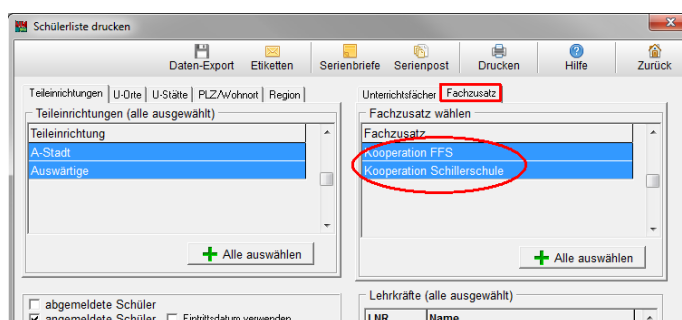 Schülerliste drucken
Daten-Export Etiketten Serienbriefe Serienpost Drucken Hilfe Zurück
Teileinrichtungen U-Orte U-Stätte PLZ/Wohnort Region
Unterrichtsfächer Fachzusatz
Teileinrichtungen (alle ausgewählt)
Teileinrichtung
A-Stadt
Auswärtige
Alle auswählen
Fachzusatz wählen
Fachzusatz
Kooperation FFS
Kooperation Schillerschule
Alle auswählen
abgemeldete Schüler
angemeldete Schüler Eintrittsdatum verwenden
Lehrkräfte (alle ausgewählt)
LNR Name